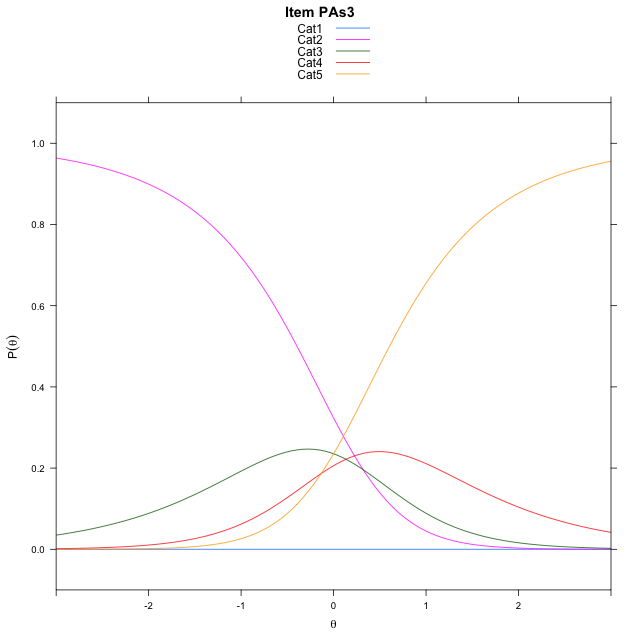 Item PAs3
Cat1
Cat2
Cat3
Cat4
Cat5
1.0
0.8
0.6
0.4
0.2
0.0
P(θ)
-2 -1 0 1 2
θ